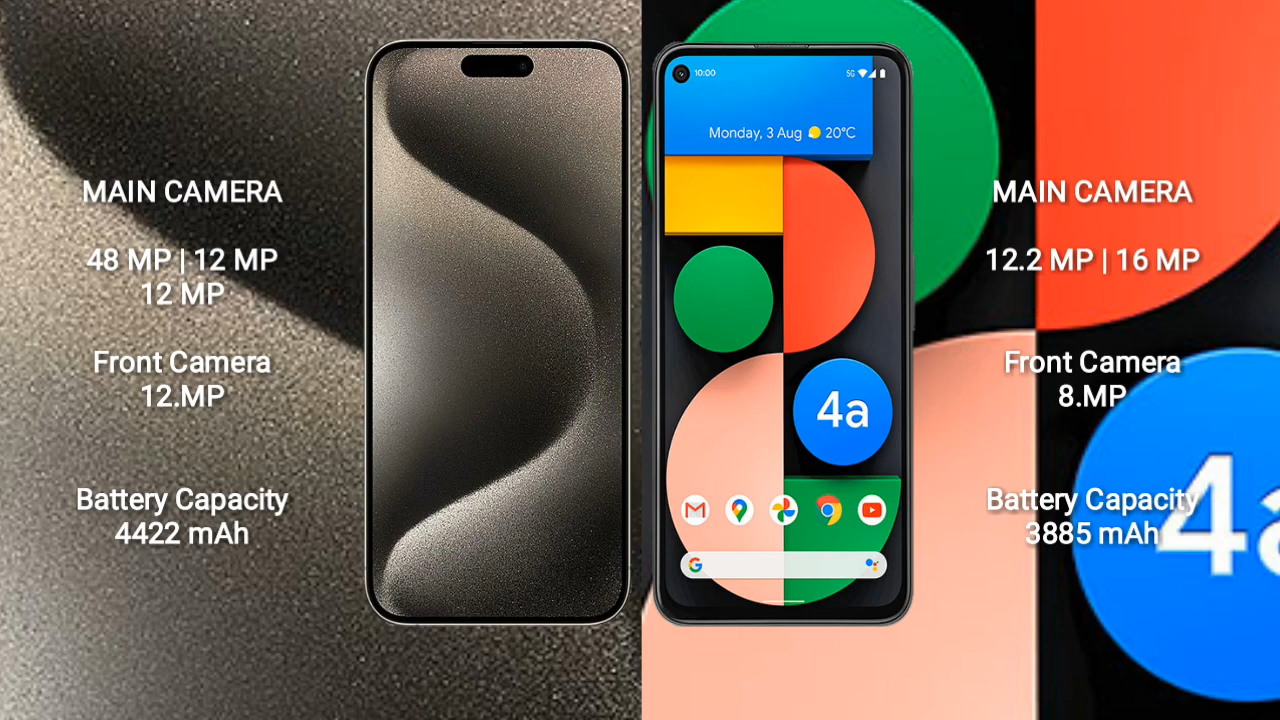 MAIN CAMERA
48 MP | 12 MP
12 MP
Front Camera
12.MP
Battery Capacity
4422 mAh
10:00
5G
Monday, 3 Aug 20°C
4a
G
MAIN CAMERA
12.2 MP | 16 MP
Front Camera
8.MP
Battery Capacity
3885 mAh
4a